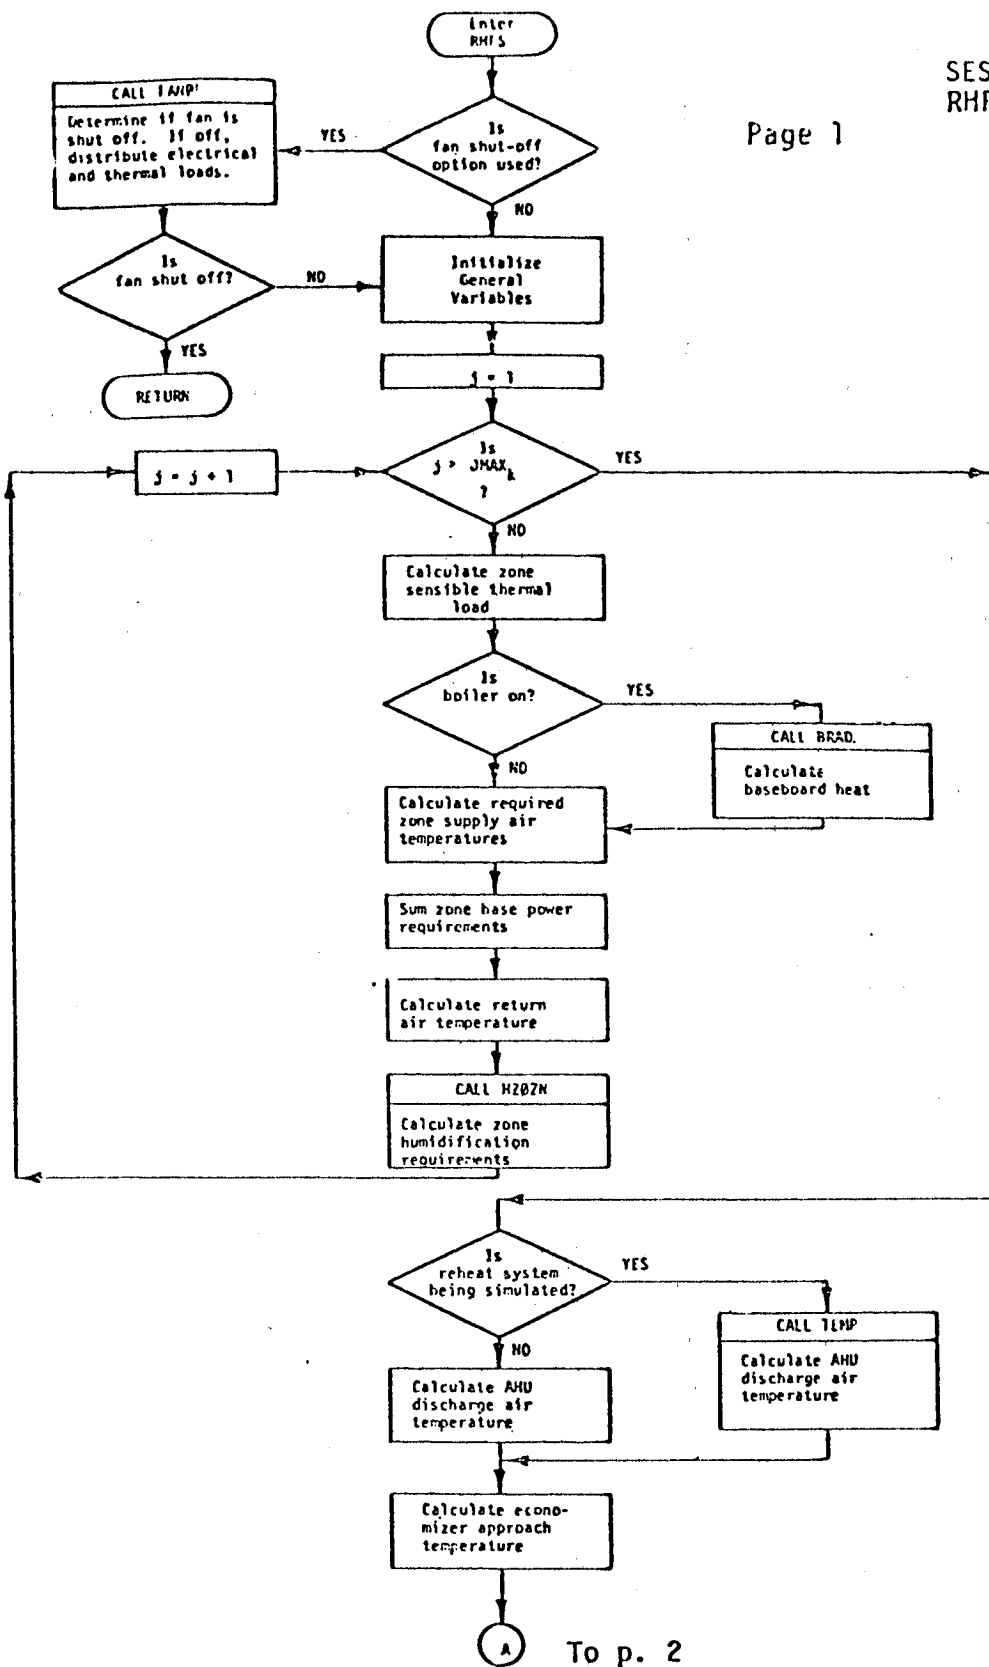 Enter
RHFS
SES
RHF
Page 1
CALL FANP
Determine if fan is
shut off. If off,
distribute electrical
and thermal loads.
YES
Is
fan shut-off
option used?
NO
Is
fan shut off?
NO
Initialize
General
Variables
YES
RETURN
j = 1
j = j + 1
Is
j > JMAXk
?
YES
NO
Calculate zone
sensible thermal
load
Is
boiler on?
YES
CALL BRAD.
Calculate
baseboard heat
NO
Calculate required
zone supply air
temperatures
Sum zone base power
requirements
Calculate return
air temperature
CALL H2OZN
Calculate zone
humidification
requirements
Is
reheat system
being simulated?
YES
CALL TEMP
Calculate AHU
discharge air
temperature
NO
Calculate AHU
discharge air
temperature
Calculate econo-
mizer approach
temperature
A
To p. 2